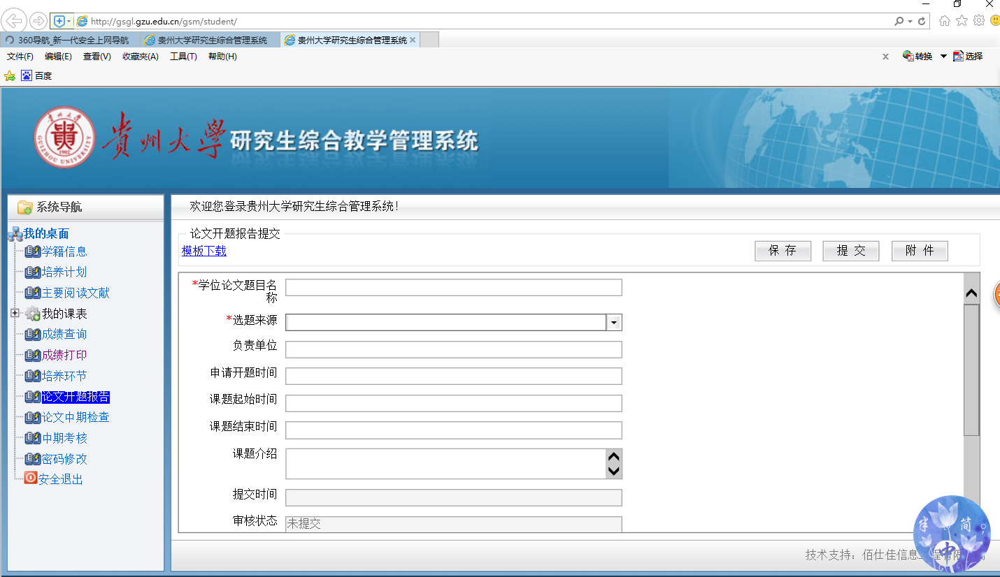 http://gsgl.gzu.edu.cn/gsm/student/
360导航_新一代安全上网导航
贵州大学研究生综合管理系统
贵州大学研究生综合管理系统
文件(F) 编辑(E) 查看(V) 收藏夹(A) 工具(T) 帮助(H)
转换 选择
百度
贵州大学
GUIZHOU UNIV.
1902
贵州大学 研究生综合教学管理系统
系统导航
我的桌面
学籍信息
培养计划
主要阅读文献
我的课表
成绩查询
成绩打印
培养环节
论文开题报告
论文中期检查
中期考核
密码修改
安全退出
欢迎您登录贵州大学研究生综合管理系统!
论文开题报告提交
模板下载
保 存 提 交 附 件
*学位论文题目名
称
*选题来源
负责单位
申请开题时间
课题起始时间
课题结束时间
课题介绍
提交时间
审核状态 未提交
半 简
中
技术支持：佰仕佳信息